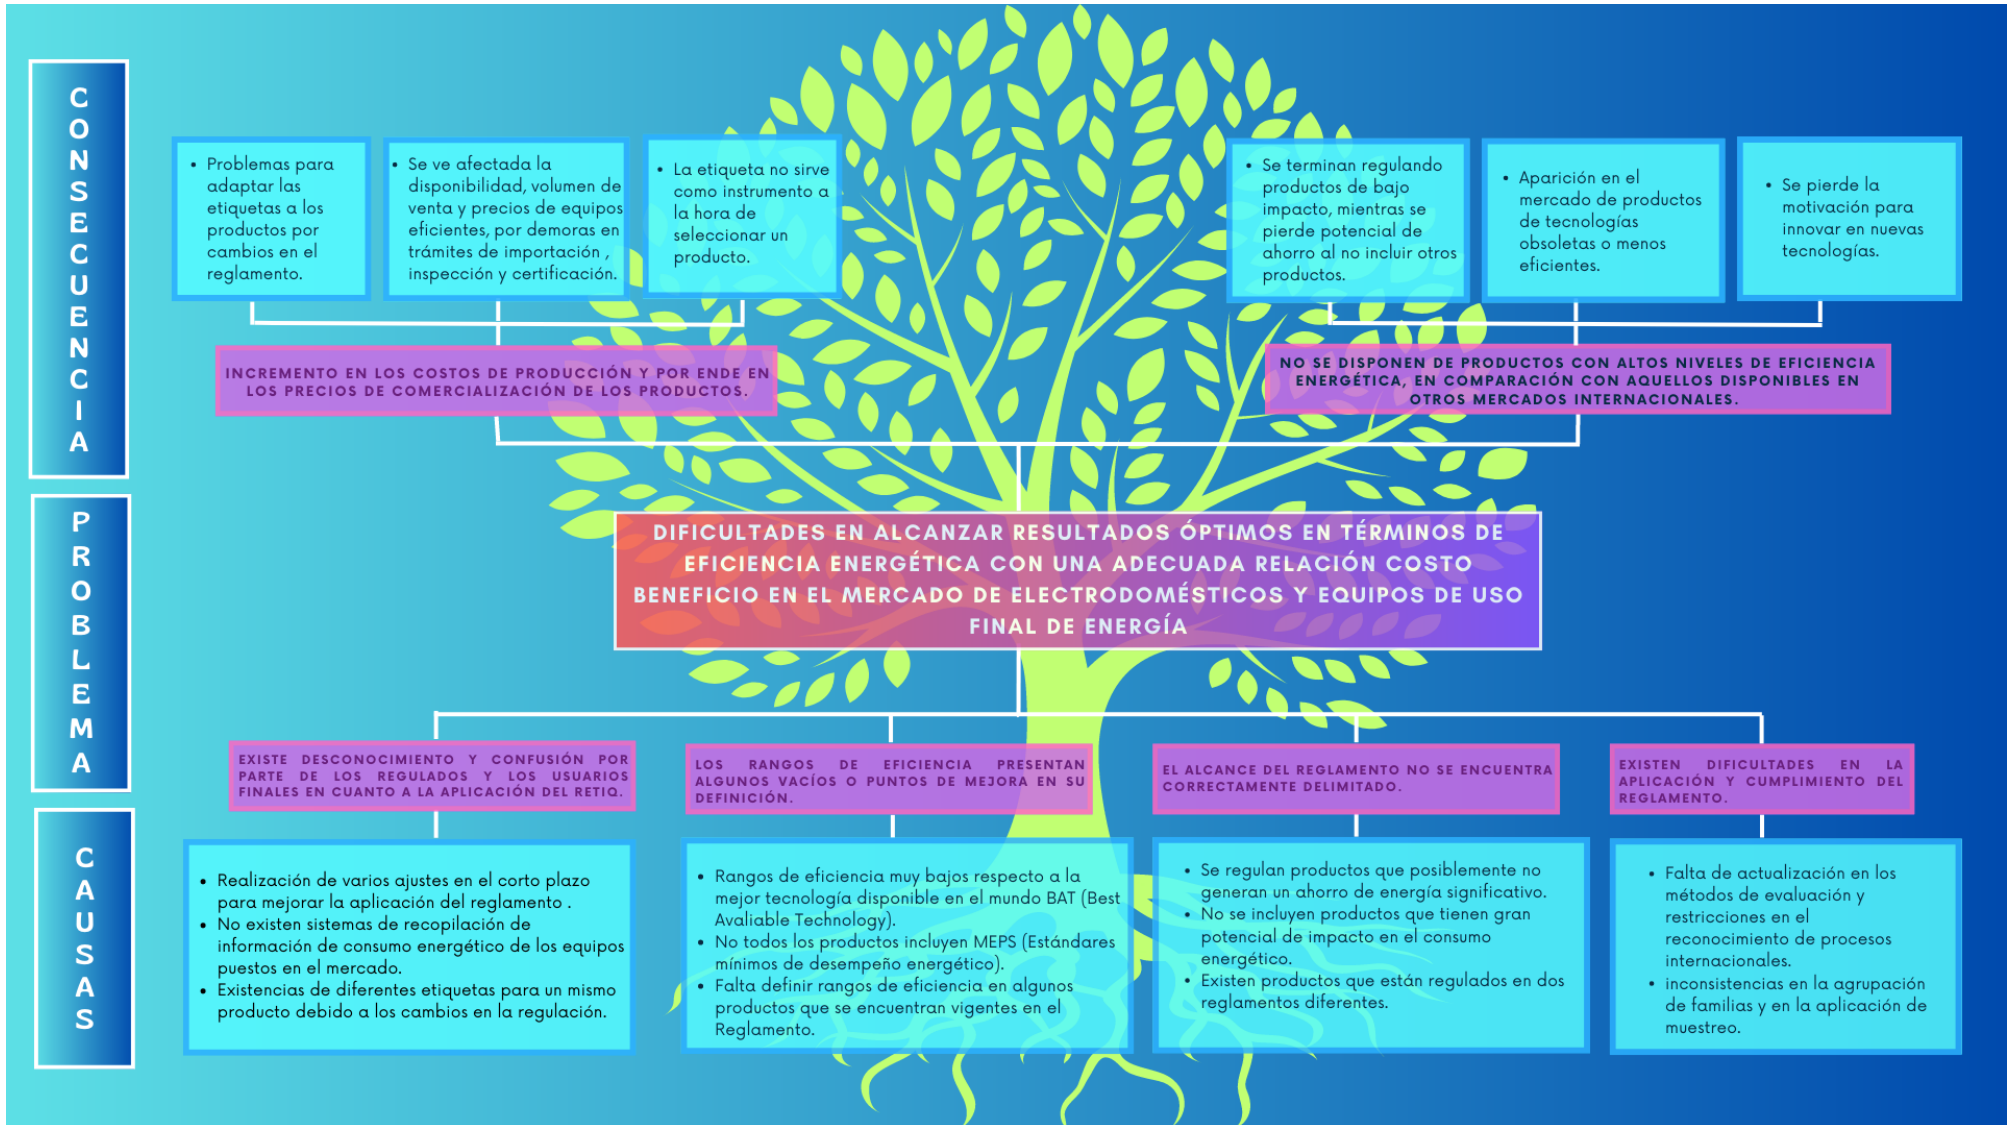 CONSECUENCIA
Problemas para
adaptar las
etiquetas a los
productos por
cambios en el
reglamento.
Se ve afectada la
disponibilidad, volumen de
venta y precios de equipos
eficientes, por demoras en
trámites de importación ,
inspección y certificación.
La etiqueta no sirve
como instrumento a
la hora de
seleccionar un
producto.
Se terminan regulando
productos de bajo
impacto, mientras se
pierde potencial de
ahorro al no incluir otros
productos.
Aparición en el
mercado de productos
de tecnologías
obsoletas o menos
eficientes.
Se pierde la
motivación para
innovar en nuevas
tecnologías.
INCREMENTO EN LOS COSTOS DE PRODUCCIÓN Y POR ENDE EN
LOS PRECIOS DE COMERCIALIZACIÓN DE LOS PRODUCTOS.
NO SE DISPONEN DE PRODUCTOS CON ALTOS NIVELES DE EFICIENCIA
ENERGÉTICA, EN COMPARACIÓN CON AQUELLOS DISPONIBLES EN
OTROS MERCADOS INTERNACIONALES.
PROBLEMA
DIFICULTADES EN ALCANZAR RESULTADOS ÓPTIMOS EN TÉRMINOS DE
EFICIENCIA ENERGÉTICA CON UNA ADECUADA RELACIÓN COSTO
BENEFICIO EN EL MERCADO DE ELECTRODOMÉSTICOS Y EQUIPOS DE USO
FINAL DE ENERGÍA
EXISTE DESCONOCIMIENTO Y CONFUSIÓN POR
PARTE DE LOS REGULADOS Y LOS USUARIOS
FINALES EN CUANTO A LA APLICACIÓN DEL RETIQ.
LOS RANGOS DE EFICIENCIA PRESENTAN
ALGUNOS VACÍOS O PUNTOS DE MEJORA EN SU
DEFINICIÓN.
EL ALCANCE DEL REGLAMENTO NO SE ENCUENTRA
CORRECTAMENTE DELIMITADO.
EXISTEN DIFICULTADES EN LA
APLICACIÓN Y CUMPLIMIENTO DEL
REGLAMENTO.
CAUSAS
Realización de varios ajustes en el corto plazo
para mejorar la aplicación del reglamento .
No existen sistemas de recopilación de
información de consumo energético de los equipos
puestos en el mercado.
Existencias de diferentes etiquetas para un mismo
producto debido a los cambios en la regulación.
Rangos de eficiencia muy bajos respecto a la
mejor tecnología disponible en el mundo BAT (Best
Avaliable Technology).
No todos los productos incluyen MEPS (Estándares
mínimos de desempeño energético).
Falta definir rangos de eficiencia en algunos
productos que se encuentran vigentes en el
Reglamento.
Se regulan productos que posiblemente no
generan un ahorro de energía significativo.
No se incluyen productos que tienen gran
potencial de impacto en el consumo
energético.
Existen productos que están regulados en dos
reglamentos diferentes.
Falta de actualización en los
métodos de evaluación y
restricciones en el
reconocimiento de procesos
internacionales.
inconsistencias en la agrupación
de familias y en la aplicación de
muestreo.